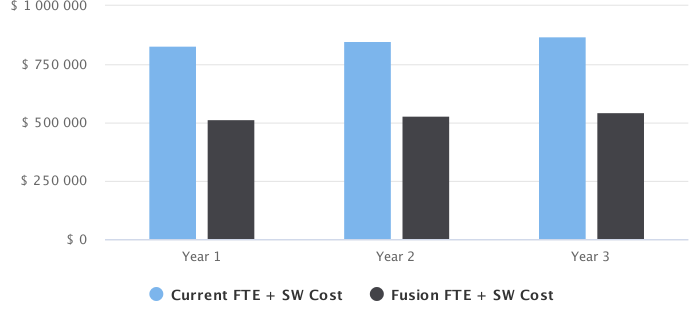 $ 1 000 000
$ 750 000
$ 500 000
$ 250 000
$ 0
Year 1 Year 2 Year 3
Current FTE + SW Cost Fusion FTE + SW Cost